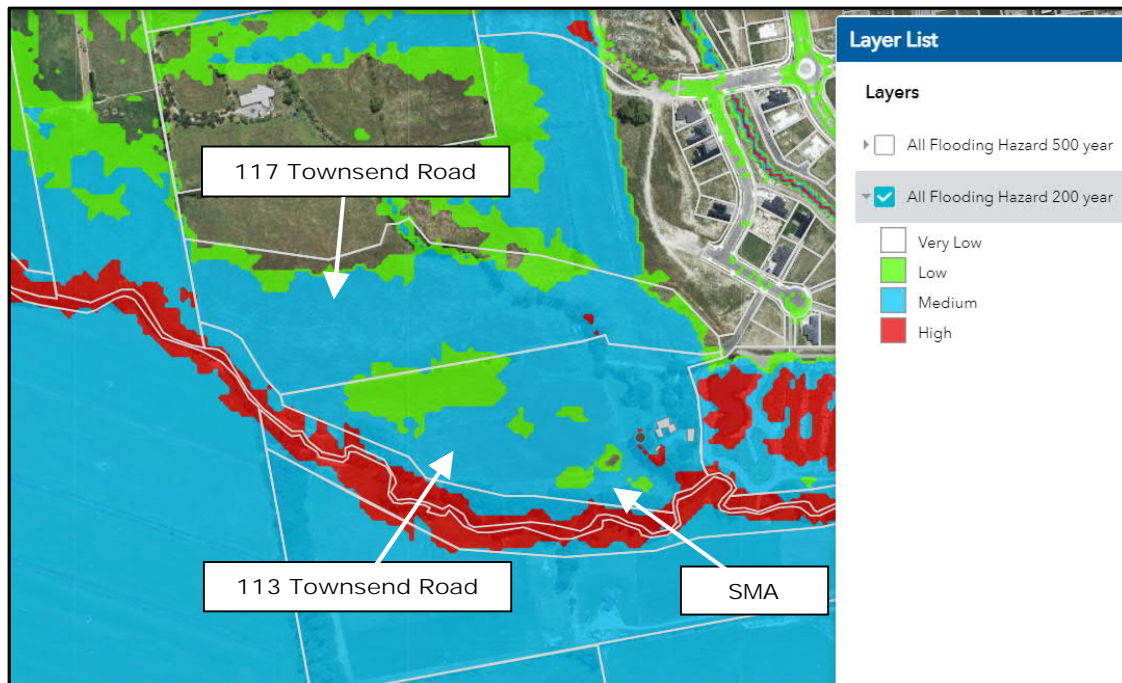 117 Townsend Road
113 Townsend Road
SMA
Layer List
Layers
All Flooding Hazard 500 year
All Flooding Hazard 200 year
Very Low
Low
Medium
High